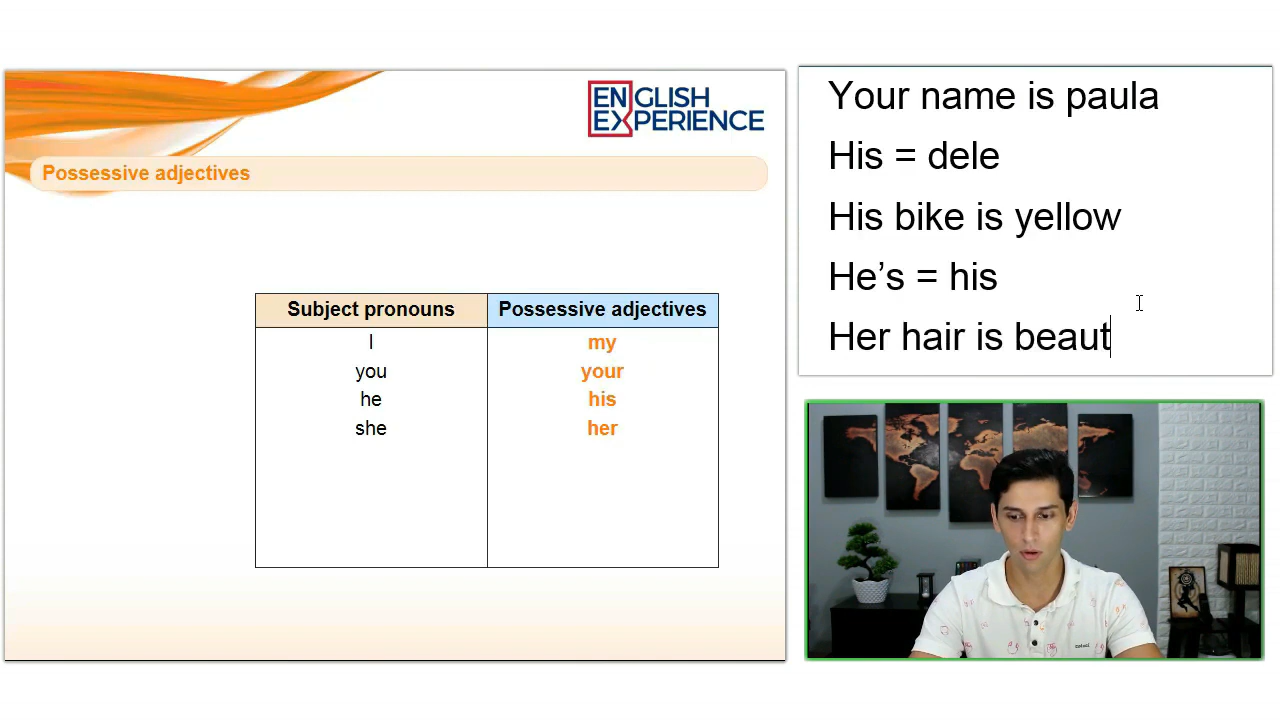 ENGLISH
EXPERIENCE
Possessive adjectives
Subject pronouns Possessive adjectives
I my
you your
he his
she her
Your name is paula
His = dele
His bike is yellow
He’s = his
Her hair is beaut